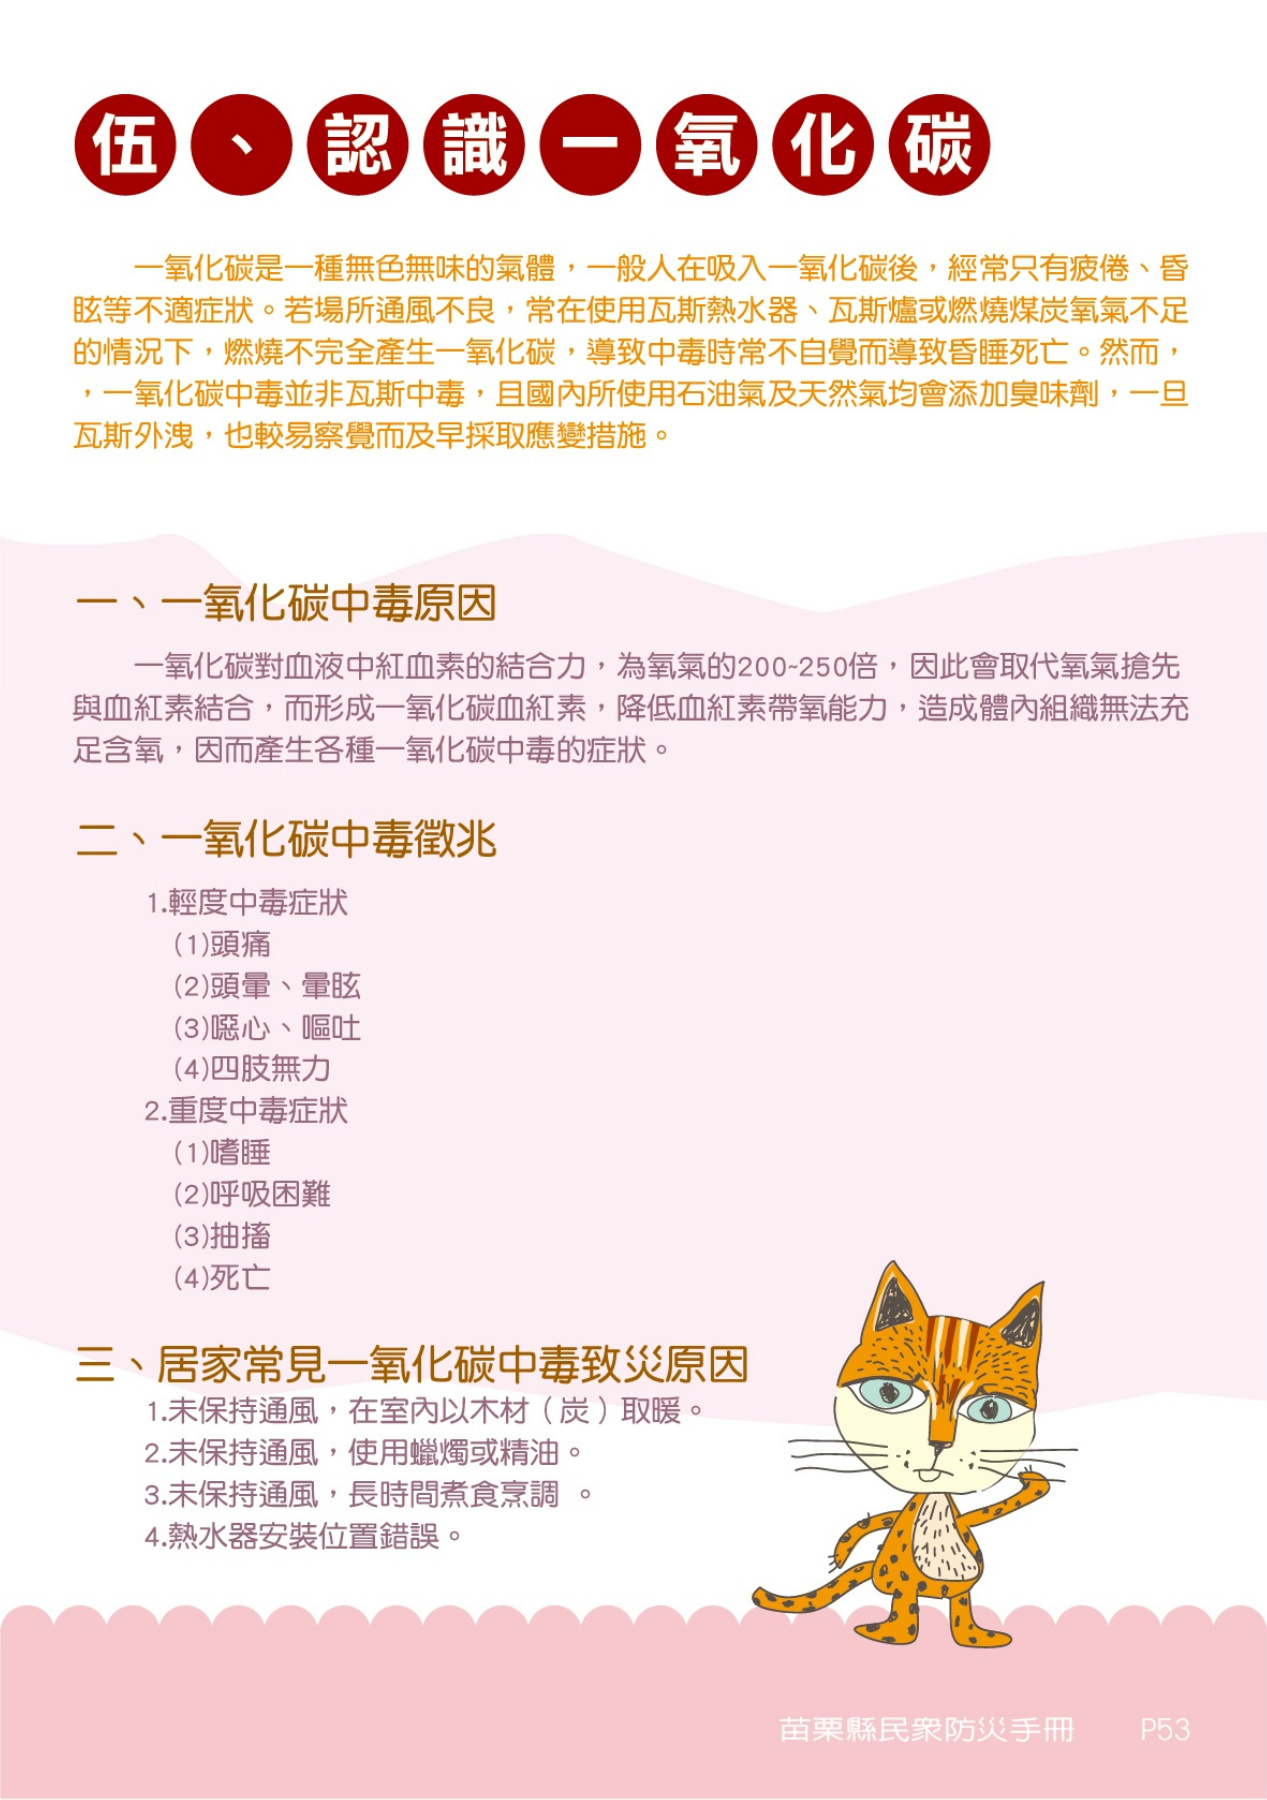 伍、認識一氧化碳
一氧化碳是一種無色無味的氣體，一般人在吸入一氧化碳後，經常只有疲倦、昏
眩等不適症狀。若場所通風不良，常在使用瓦斯熱水器、瓦斯爐或燃燒煤炭氧氣不足
的情況下，燃燒不完全產生一氧化碳，導致中毒時常不自覺而導致昏睡死亡。然而，
，一氧化碳中毒並非瓦斯中毒，且國內所使用石油氣及天然氣均會添加臭味劑，一旦
瓦斯外洩，也較易察覺而及早採取應變措施。
一、一氧化碳中毒原因
一氧化碳對血液中紅血素的結合力，為氧氣的200~250倍，因此會取代氧氣搶先
與血紅素結合，而形成一氧化碳血紅素，降低血紅素帶氧能力，造成體內組織無法充
足含氧，因而產生各種一氧化碳中毒的症狀。
二、一氧化碳中毒徵兆
1.輕度中毒症狀
(1)頭痛
(2)頭暈、暈眩
(3)噁心、嘔吐
(4)四肢無力
2.重度中毒症狀
(1)嗜睡
(2)呼吸困難
(3)抽搐
(4)死亡
三、居家常見一氧化碳中毒致災原因
1.未保持通風，在室內以木材（炭）取暖。
2.未保持通風，使用蠟燭或精油。
3.未保持通風，長時間煮食烹調 。
4.熱水器安裝位置錯誤。
苗栗縣民眾防災手冊 P53